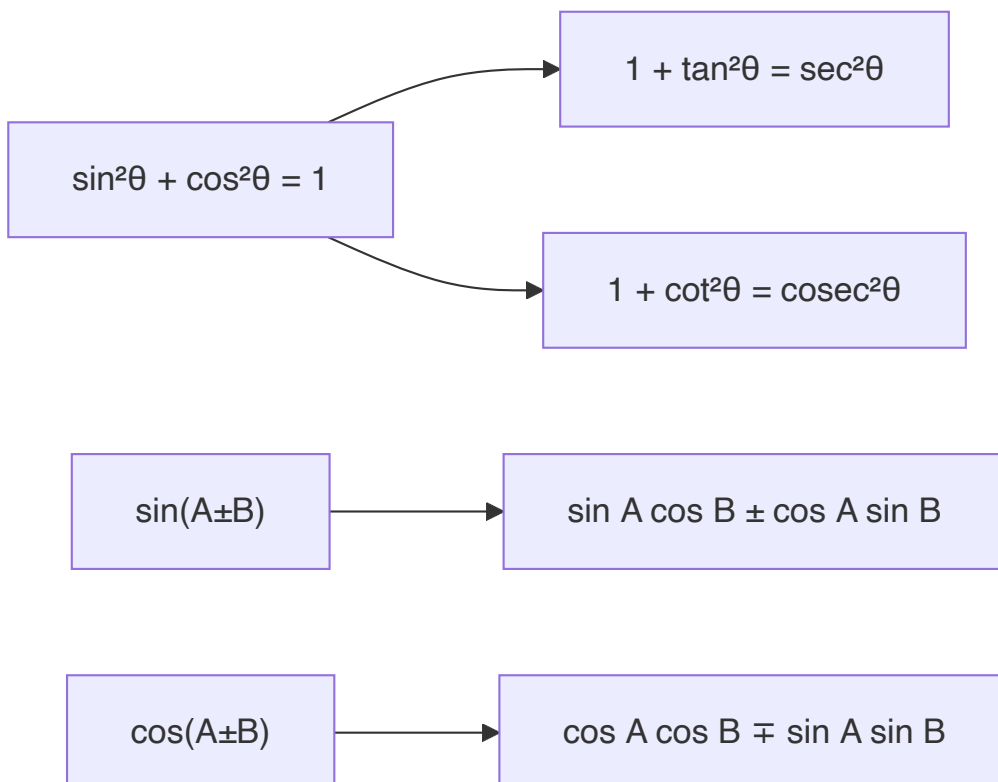 1 + tan²θ = sec²θ
sin²θ + cos²θ = 1
1 + cot²θ = cosec²θ
sin(A±B)
sin A cos B ± cos A sin B
cos(A±B)
cos A cos B ∓ sin A sin B